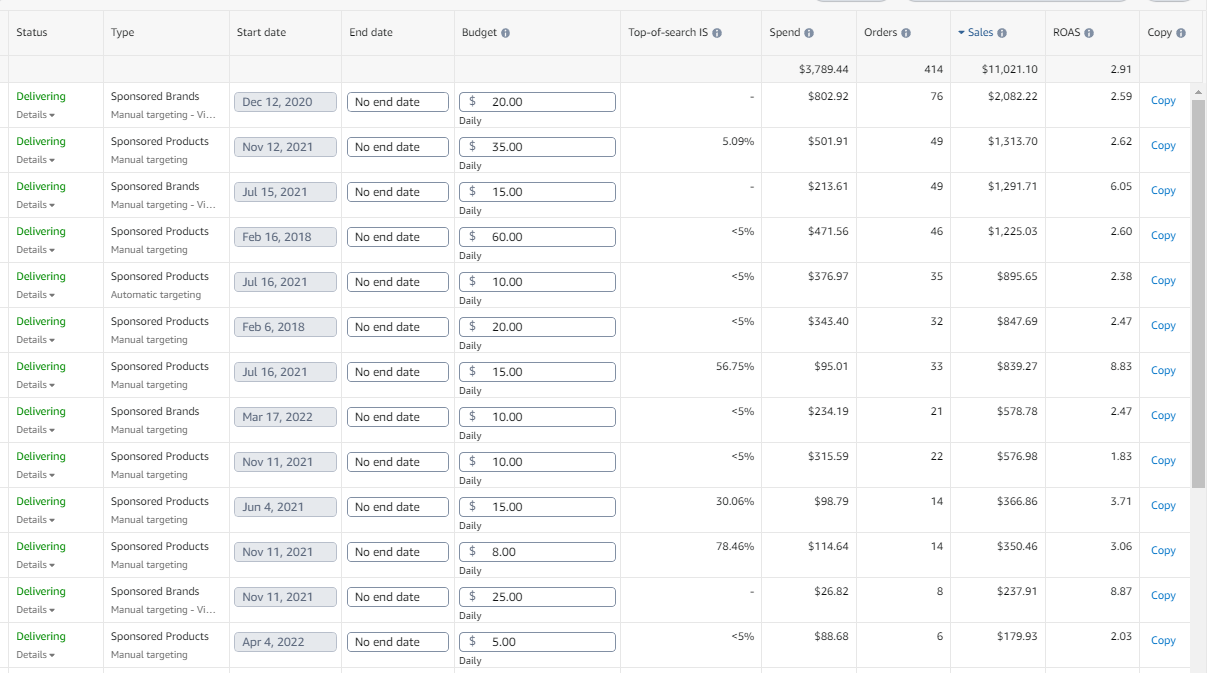 Status Type Start date End date Budget Top-of-search IS Spend Orders Sales ROAS Copy
$3,789.44 414 $11,021.10 2.91
Delivering Sponsored Brands Dec 12, 2020 No end date $ 20.00 - $802.92 76 $2,082.22 2.59 Copy
Details Manual targeting - Vi... Daily
Delivering Sponsored Products Nov 12, 2021 No end date $ 35.00 5.09% $501.91 49 $1,313.70 2.62 Copy
Details Manual targeting Daily
Delivering Sponsored Brands Jul 15, 2021 No end date $ 15.00 - $213.61 49 $1,291.71 6.05 Copy
Details Manual targeting - Vi... Daily
Delivering Sponsored Products Feb 16, 2018 No end date $ 60.00 <5% $471.56 46 $1,225.03 2.60 Copy
Details Manual targeting Daily
Delivering Sponsored Products Jul 16, 2021 No end date $ 10.00 <5% $376.97 35 $895.65 2.38 Copy
Details Automatic targeting Daily
Delivering Sponsored Products Feb 6, 2018 No end date $ 20.00 <5% $343.40 32 $847.69 2.47 Copy
Details Manual targeting Daily
Delivering Sponsored Products Jul 16, 2021 No end date $ 15.00 56.75% $95.01 33 $839.27 8.83 Copy
Details Manual targeting Daily
Delivering Sponsored Brands Mar 17, 2022 No end date $ 10.00 <5% $234.19 21 $578.78 2.47 Copy
Details Manual targeting Daily
Delivering Sponsored Products Nov 11, 2021 No end date $ 10.00 <5% $315.59 22 $576.98 1.83 Copy
Details Manual targeting Daily
Delivering Sponsored Products Jun 4, 2021 No end date $ 15.00 30.06% $98.79 14 $366.86 3.71 Copy
Details Manual targeting Daily
Delivering Sponsored Products Nov 11, 2021 No end date $ 8.00 78.46% $114.64 14 $350.46 3.06 Copy
Details Manual targeting Daily
Delivering Sponsored Brands Nov 11, 2021 No end date $ 25.00 - $26.82 8 $237.91 8.87 Copy
Details Manual targeting - Vi... Daily
Delivering Sponsored Products Apr 4, 2022 No end date $ 5.00 <5% $88.68 6 $179.93 2.03 Copy
Details Manual targeting Daily